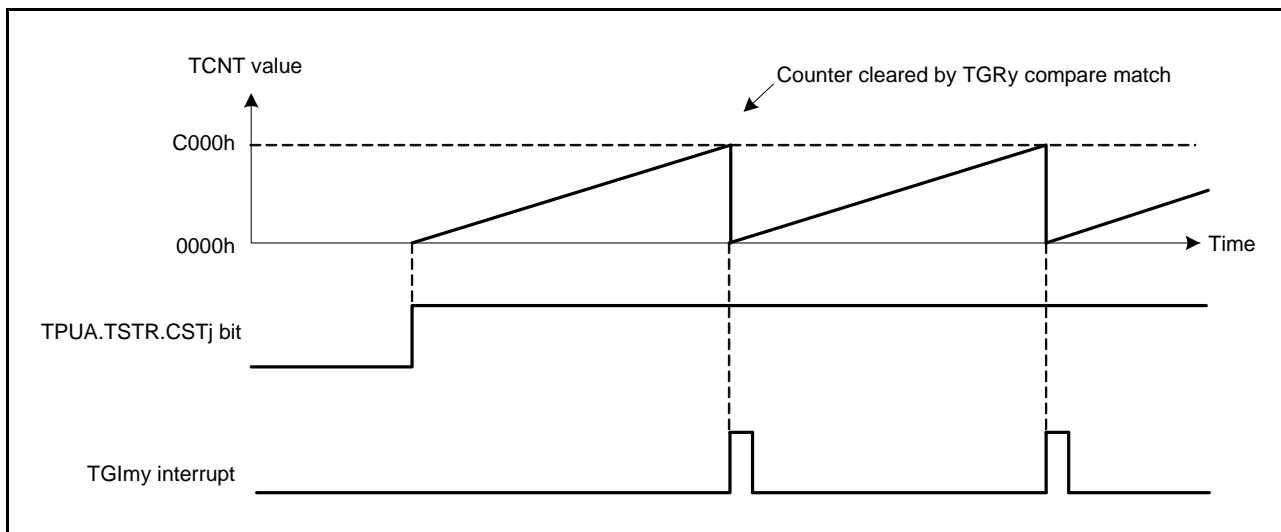 TCNT value
Counter cleared by TGRy compare match
C000h
0000h
Time
TPUA.TSTR.CSTj bit
TGImy interrupt